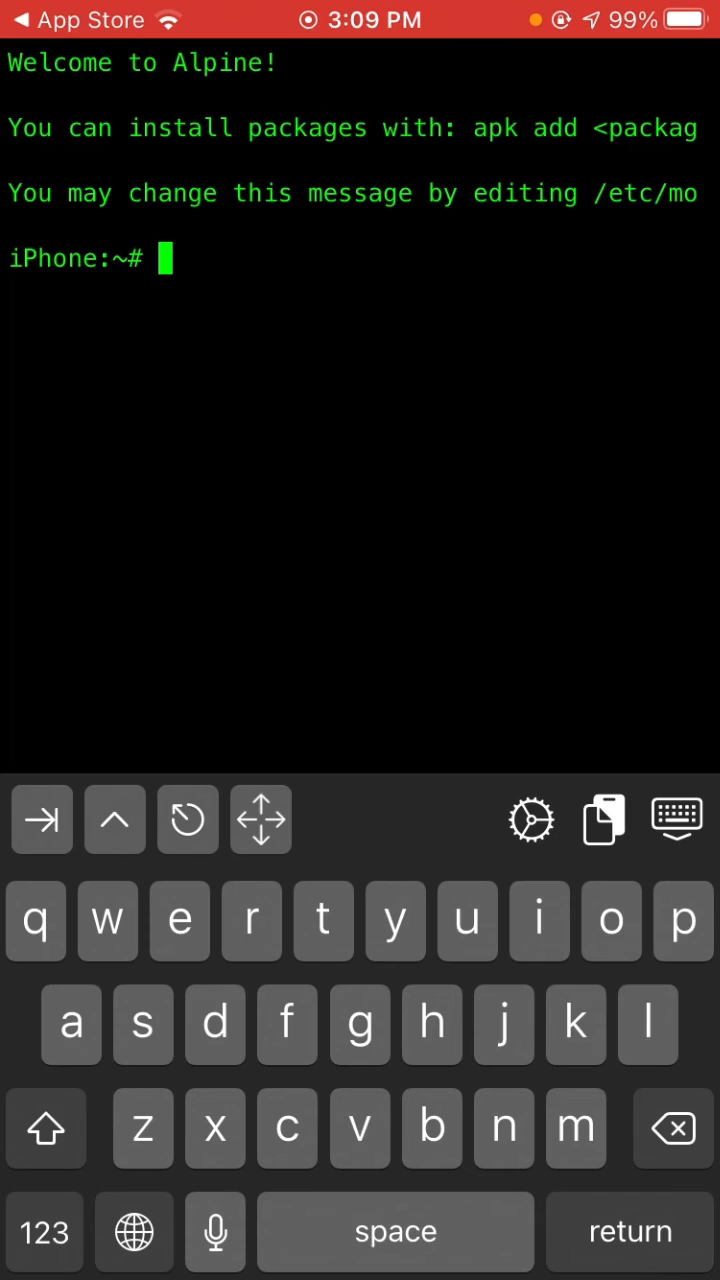 App Store 3:09 PM 99%
Welcome to Alpine!
You can install packages with: apk add <packag
You may change this message by editing /etc/mo
iPhone:~#
q w e r t y u i o p
a s d f g h j k l
z x c v b n m
123 space return